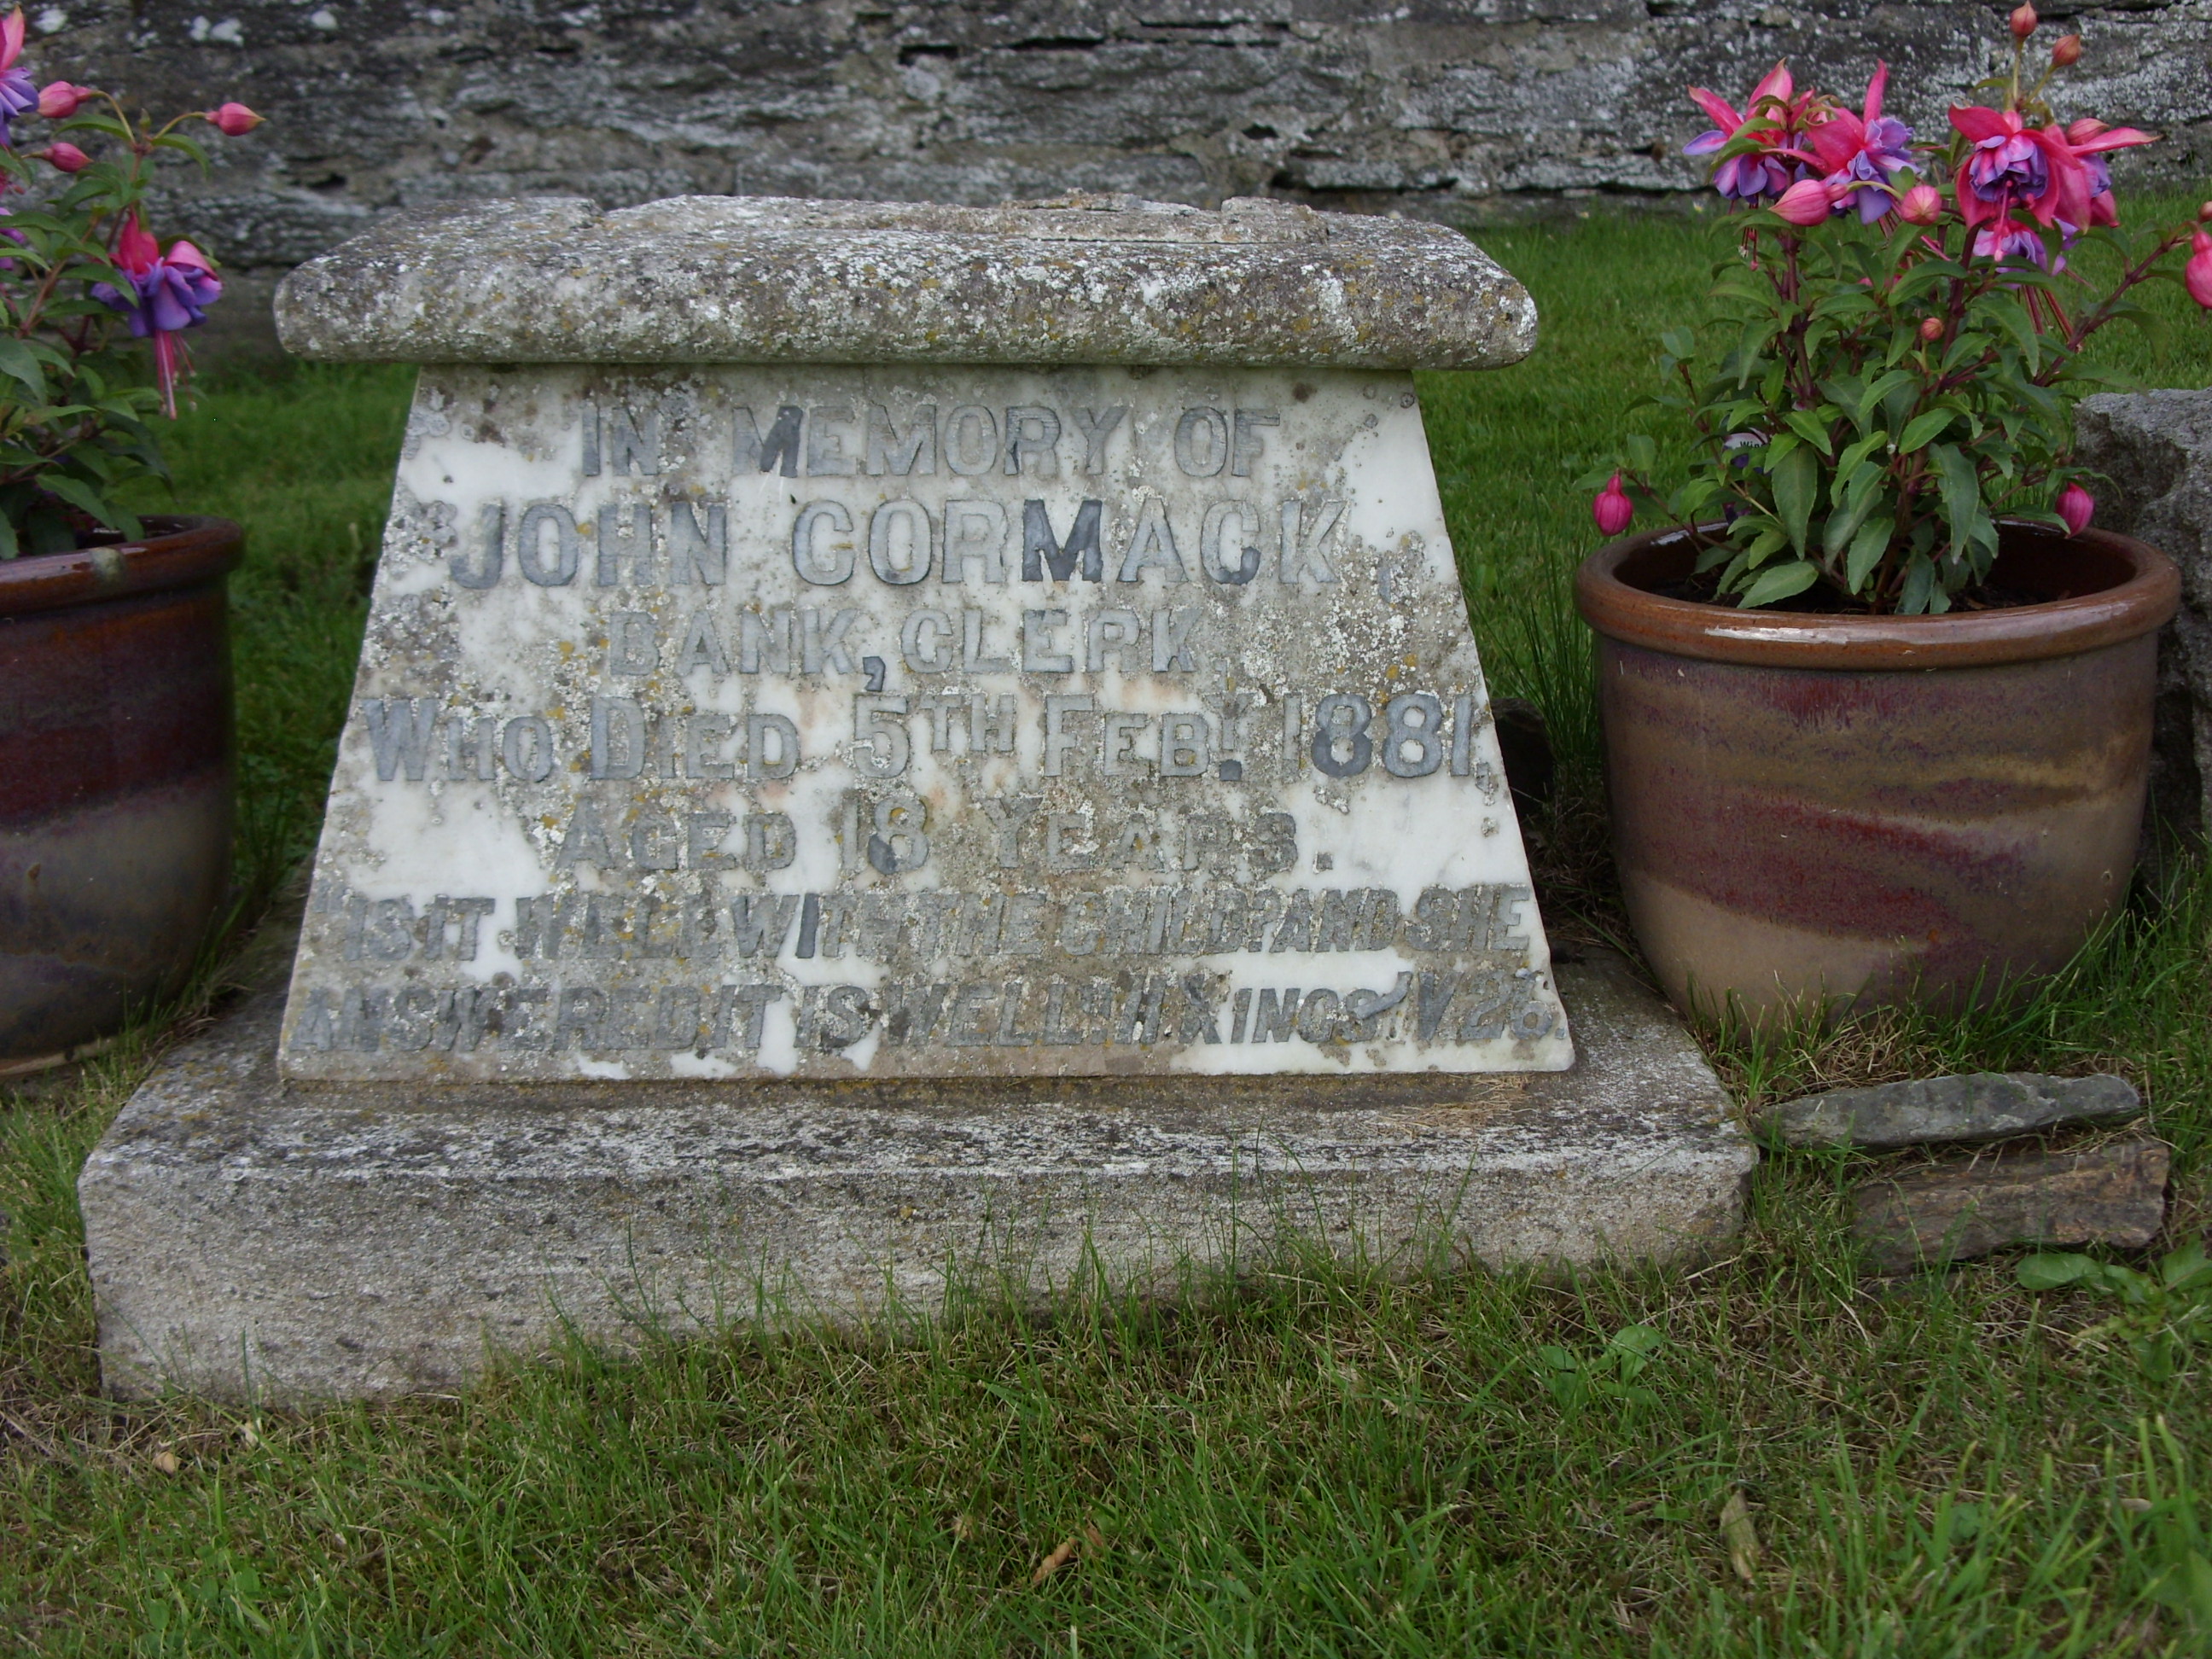 IN MEMORY OF
JOHN CORMACK,
BANK, CLERK,
WHO DIED 5TH FEBY. 1881,
AGED 18 YEARS.
"IS IT WELL WITH THE CHILD? AND SHE
ANSWERED, IT IS WELL." II KINGS IV. 26.